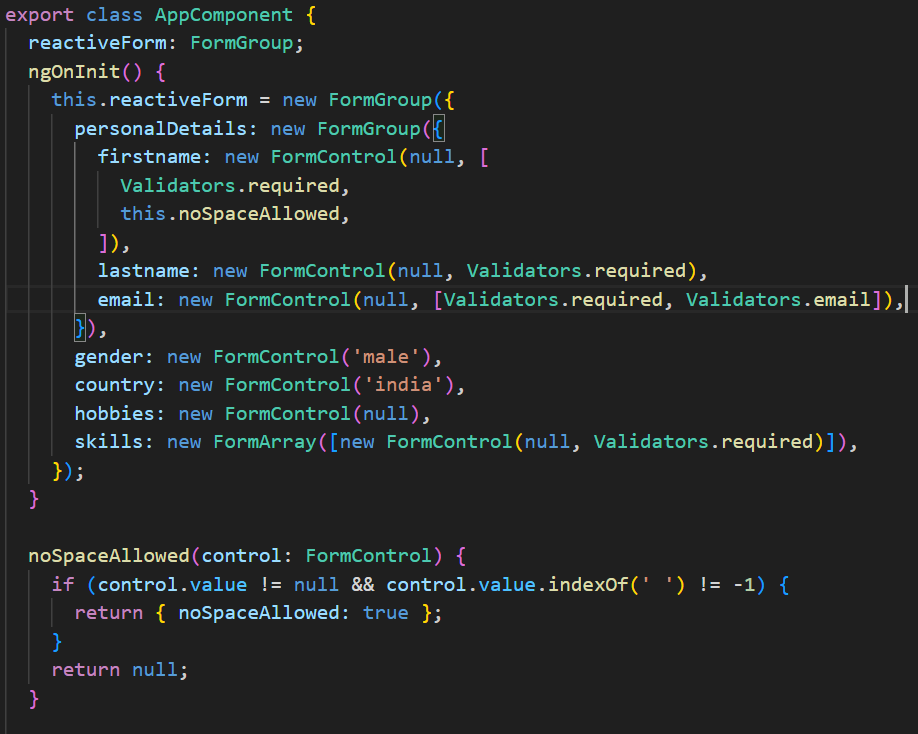 export class AppComponent {
  reactiveForm: FormGroup;
  ngOnInit() {
    this.reactiveForm = new FormGroup({
      personalDetails: new FormGroup({
        firstname: new FormControl(null, [
          Validators.required,
          this.noSpaceAllowed,
        ]),
        lastname: new FormControl(null, Validators.required),
        email: new FormControl(null, [Validators.required, Validators.email]),
      }),
      gender: new FormControl('male'),
      country: new FormControl('india'),
      hobbies: new FormControl(null),
      skills: new FormArray([new FormControl(null, Validators.required)]),
    });
  }

  noSpaceAllowed(control: FormControl) {
    if (control.value != null && control.value.indexOf(' ') != -1) {
      return { noSpaceAllowed: true };
    }
    return null;
  }